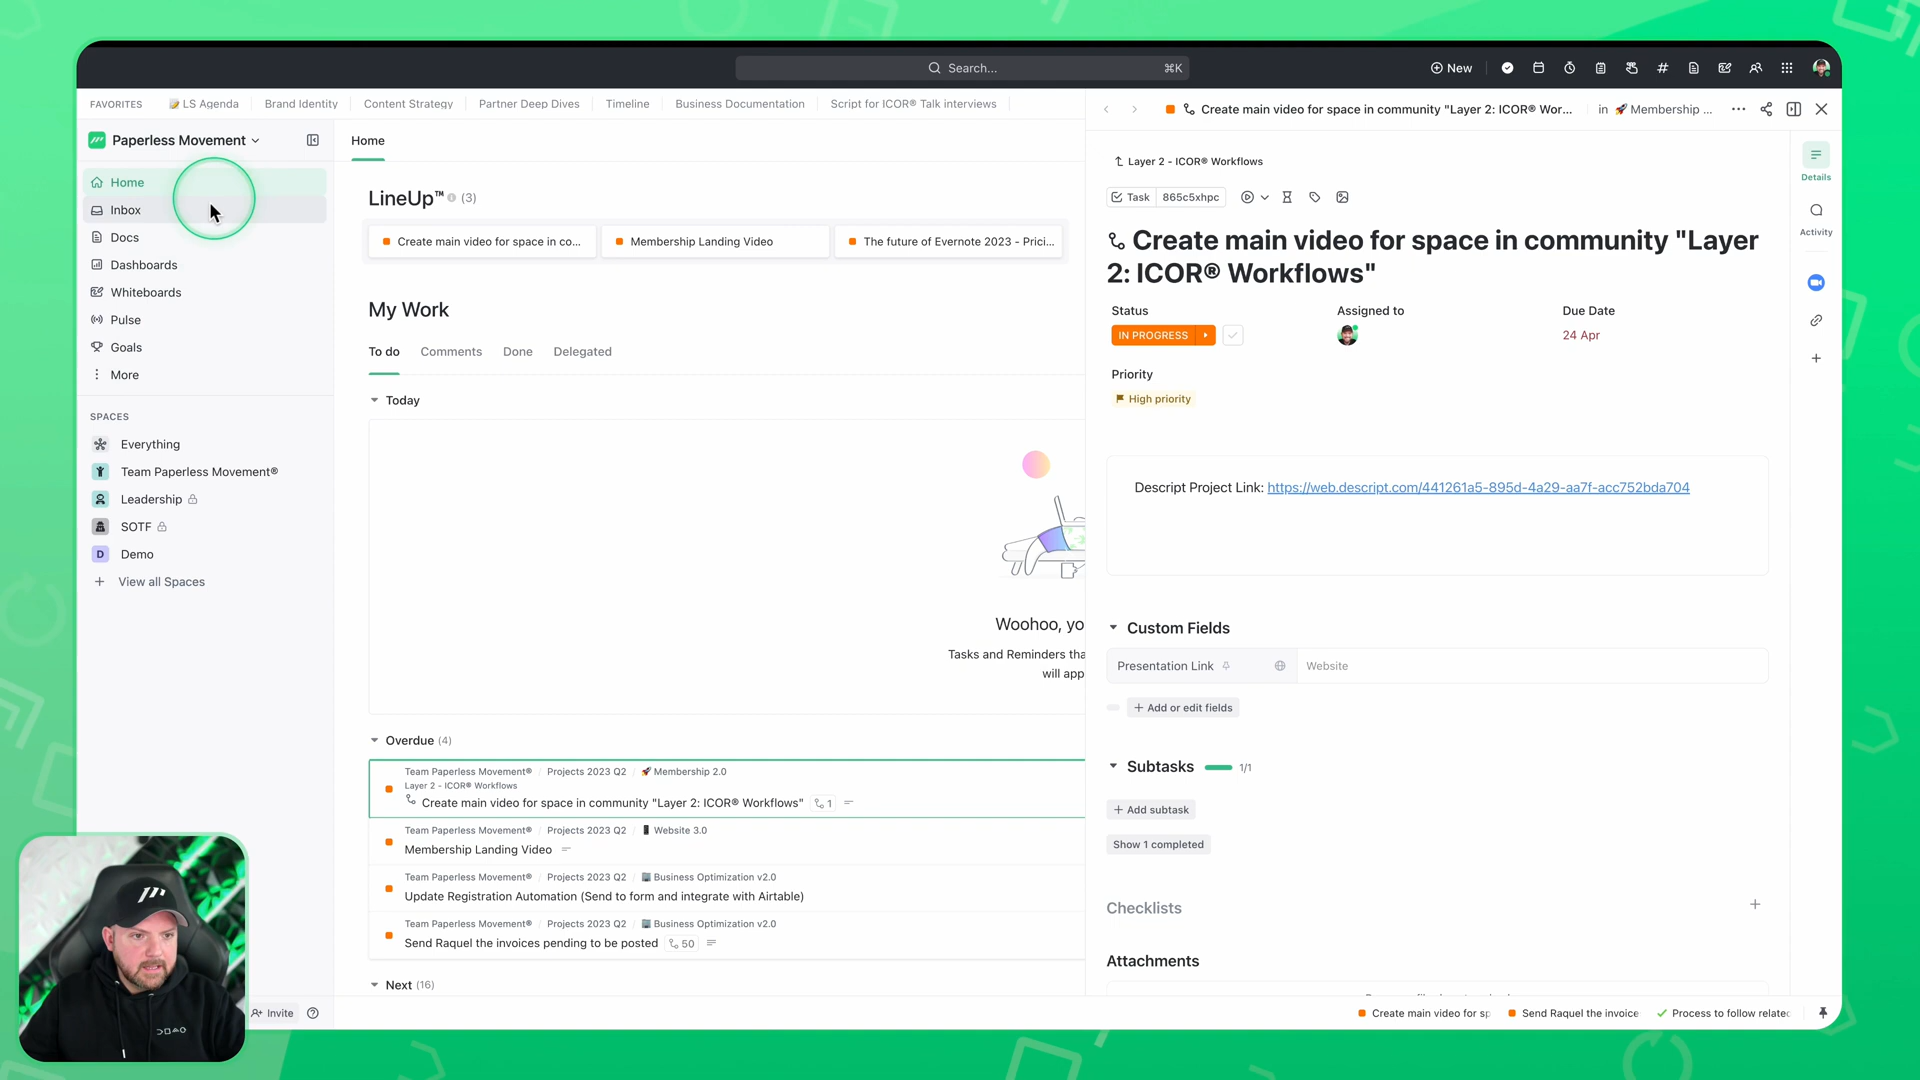 Search...
⌘K
New
FAVORITES
LS Agenda
Brand Identity
Content Strategy
Partner Deep Dives
Timeline
Business Documentation
Script for ICOR® Talk interviews
Paperless Movement
Home
Inbox
Docs
Dashboards
Whiteboards
Pulse
Goals
More
SPACES
Everything
Team Paperless Movement®
Leadership
SOTF
D Demo
View all Spaces
Invite
Home
LineUp™ (3)
Create main video for space in co...
Membership Landing Video
The future of Evernote 2023 - Prici...
My Work
To do
Comments
Done
Delegated
Today
Woohoo, yo
Tasks and Reminders tha
will app
Overdue (4)
Team Paperless Movement® / Projects 2023 Q2 / Membership 2.0
Layer 2 - ICOR® Workflows
Create main video for space in community "Layer 2: ICOR® Workflows" 1
Team Paperless Movement® / Projects 2023 Q2 / Website 3.0
Membership Landing Video
Team Paperless Movement® / Projects 2023 Q2 / Business Optimization v2.0
Update Registration Automation (Send to form and integrate with Airtable)
Team Paperless Movement® / Projects 2023 Q2 / Business Optimization v2.0
Send Raquel the invoices pending to be posted 50
Next (16)
Create main video for space in community "Layer 2: ICOR® Wor...
in Membership ...
Layer 2 - ICOR® Workflows
Task 865c5xhpc
Create main video for space in community "Layer
2: ICOR® Workflows"
Status
Assigned to
Due Date
IN PROGRESS
24 Apr
Priority
High priority
Descript Project Link: https://web.descript.com/441261a5-895d-4a29-aa7f-acc752bda704
Custom Fields
Presentation Link
Website
Add or edit fields
Subtasks 1/1
Add subtask
Show 1 completed
Checklists
Attachments
Details
Activity
Create main video for sp
Send Raquel the invoice
Process to follow related